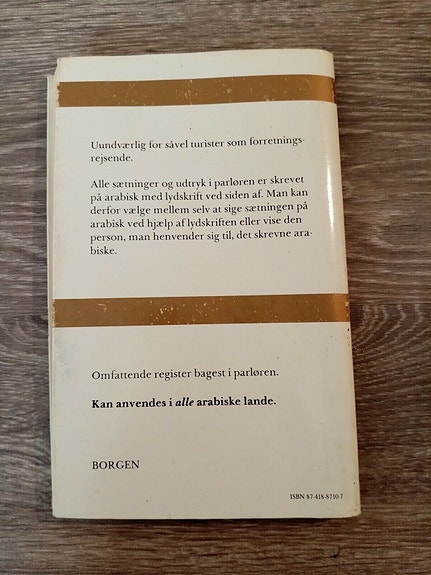 Uundværlig for såvel turister som forretnings-
rejsende.
Alle sætninger og udtryk i parløren er skrevet
på arabisk med lydskrift ved siden af. Man kan
derfor vælge mellem selv at sige sætningen på
arabisk ved hjælp af lydskriften eller vise den
person, man henvender sig til, det skrevne ara-
biske.
Omfattende register bagest i parløren.
Kan anvendes i alle arabiske lande.
BORGEN
ISBN 87-418-8710-7